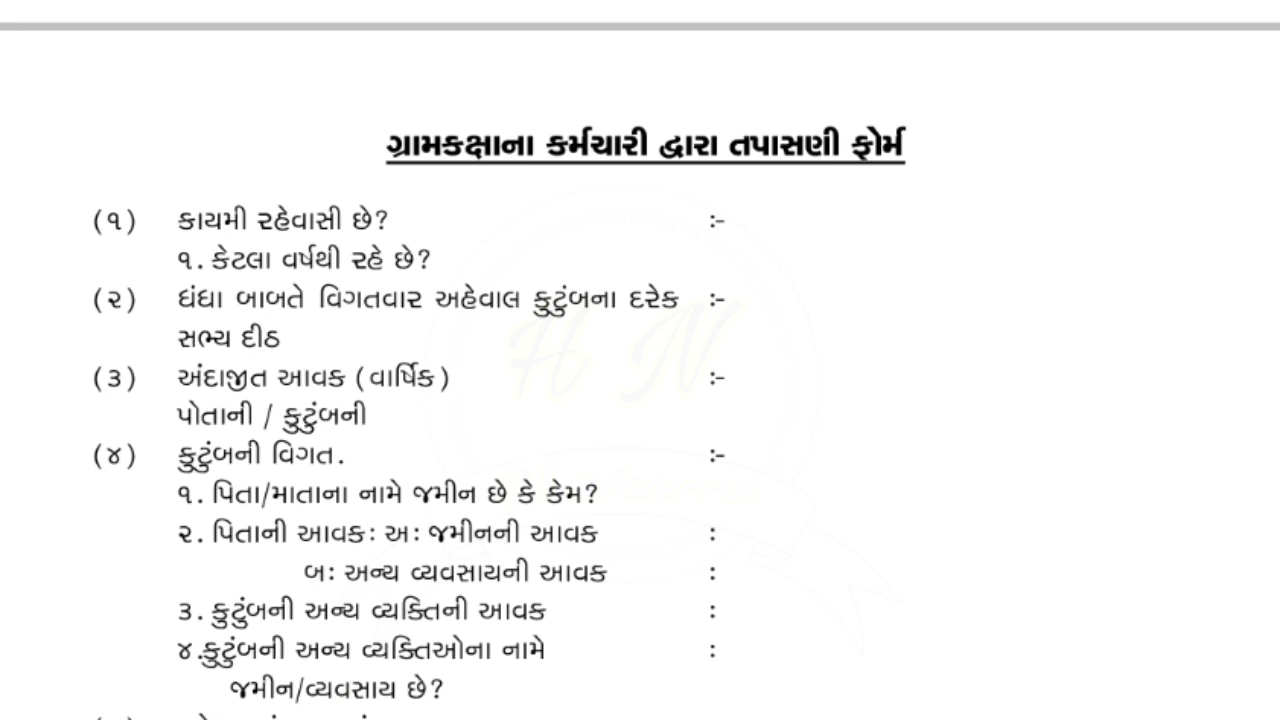 ગ્રામકક્ષાના કર્મચારી દ્વારા તપાસણી ફોર્મ
(૧) કાયમી રહેવાસી છે? :-
૧. કેટલા વર્ષથી રહે છે?
(૨) ધંધા બાબતે વિગતવાર અહેવાલ કુટુંબના દરેક :-
સભ્ય દીઠ
(૩) અંદાજીત આવક (વાર્ષિક) :-
પોતાની / કુટુંબની
(૪) કુટુંબની વિગત. :-
૧. પિતા/માતાના નામે જમીન છે કે કેમ?
૨. પિતાની આવક: અ: જમીનની આવક :
બ: અન્ય વ્યવસાયની આવક :
૩. કુટુંબની અન્ય વ્યક્તિની આવક :
૪.કુટુંબની અન્ય વ્યક્તિઓના નામે :
જમીન/વ્યવસાય છે?
H N